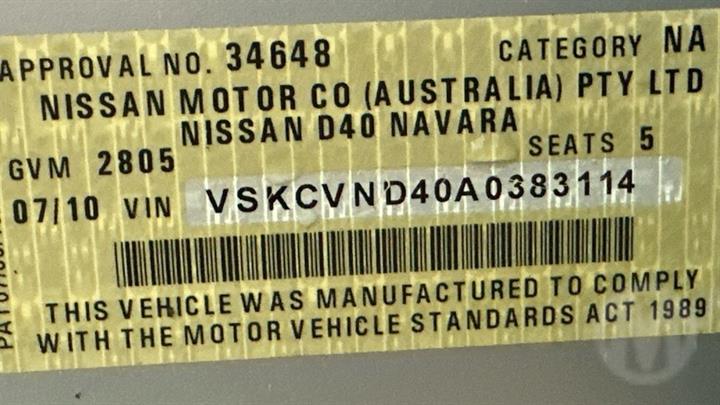 APPROVAL NO. 34648 CATEGORY NA
NISSAN MOTOR CO (AUSTRALIA) PTY LTD
NISSAN D40 NAVARA
GVM 2805 SEATS 5
07/10 VIN VSKCVND40A0383114
THIS VEHICLE WAS MANUFACTURED TO COMPLY
WITH THE MOTOR VEHICLE STANDARDS ACT 1989